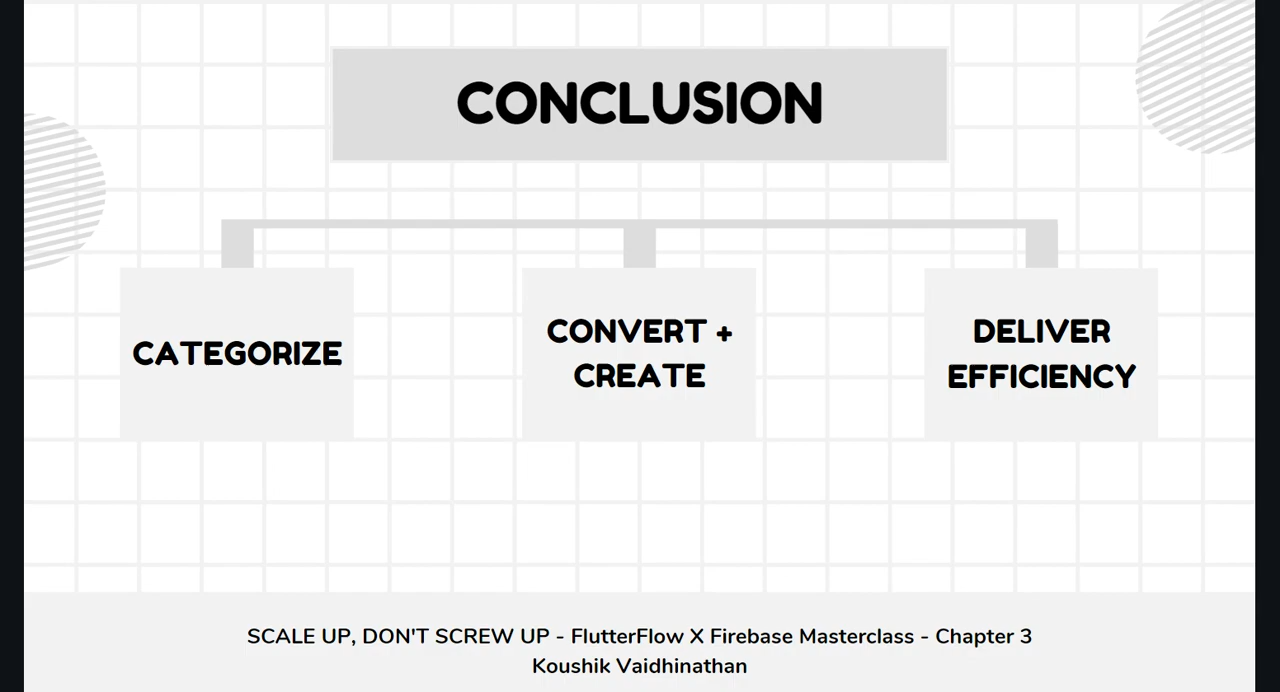 CONCLUSION
CATEGORIZE
CONVERT +
CREATE
DELIVER
EFFICIENCY
SCALE UP, DON'T SCREW UP - FlutterFlow X Firebase Masterclass - Chapter 3
Koushik Vaidhinathan